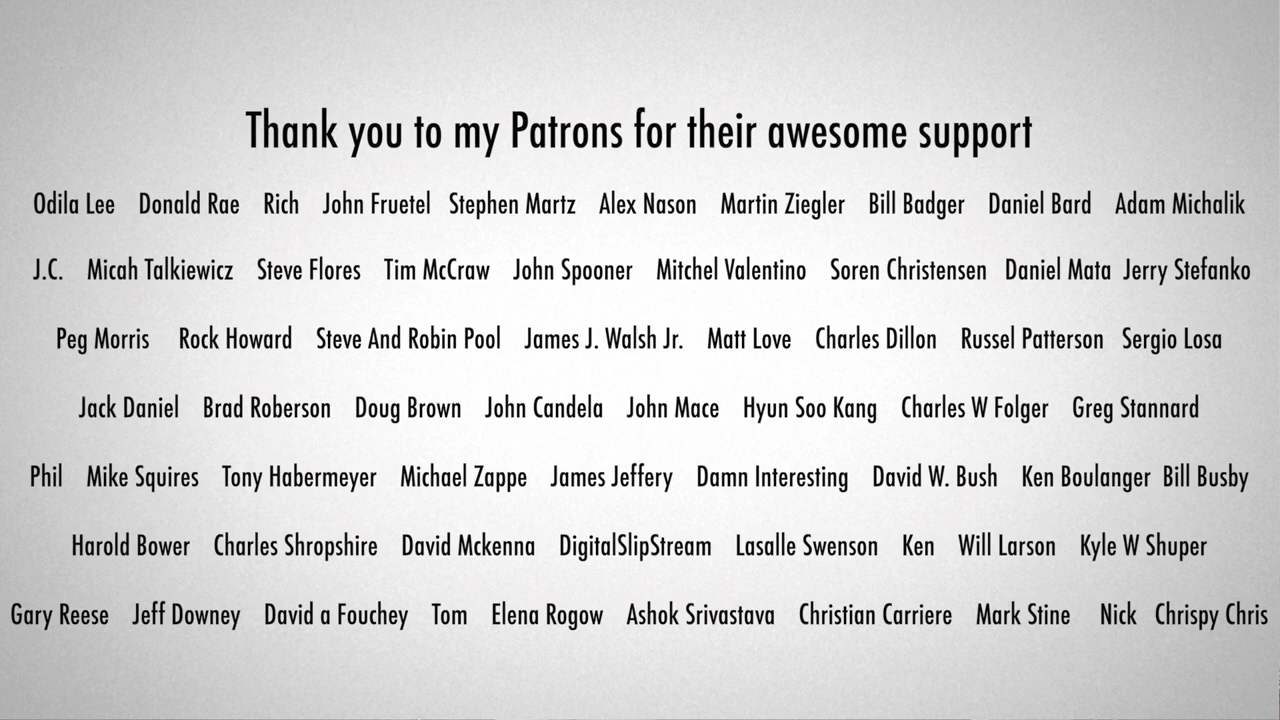 Thank you to my Patrons for their awesome support
Odila Lee Donald Rae Rich John Fruetel Stephen Martz Alex Nason Martin Ziegler Bill Badger Daniel Bard Adam Michalik
J.C. Micah Talkiewicz Steve Flores Tim McCraw John Spooner Mitchel Valentino Soren Christensen Daniel Mata Jerry Stefanko
Peg Morris Rock Howard Steve And Robin Pool James J. Walsh Jr. Matt Love Charles Dillon Russel Patterson Sergio Losa
Jack Daniel Brad Roberson Doug Brown John Candela John Mace Hyun Soo Kang Charles W Folger Greg Stannard
Phil Mike Squires Tony Habermeyer Michael Zappe James Jeffery Damn Interesting David W. Bush Ken Boulanger Bill Busby
Harold Bower Charles Shropshire David Mckenna DigitalSlipStream Lasalle Swenson Ken Will Larson Kyle W Shuper
Gary Reese Jeff Downey David a Fouchey Tom Elena Rogow Ashok Srivastava Christian Carriere Mark Stine Nick Chrispy Chris